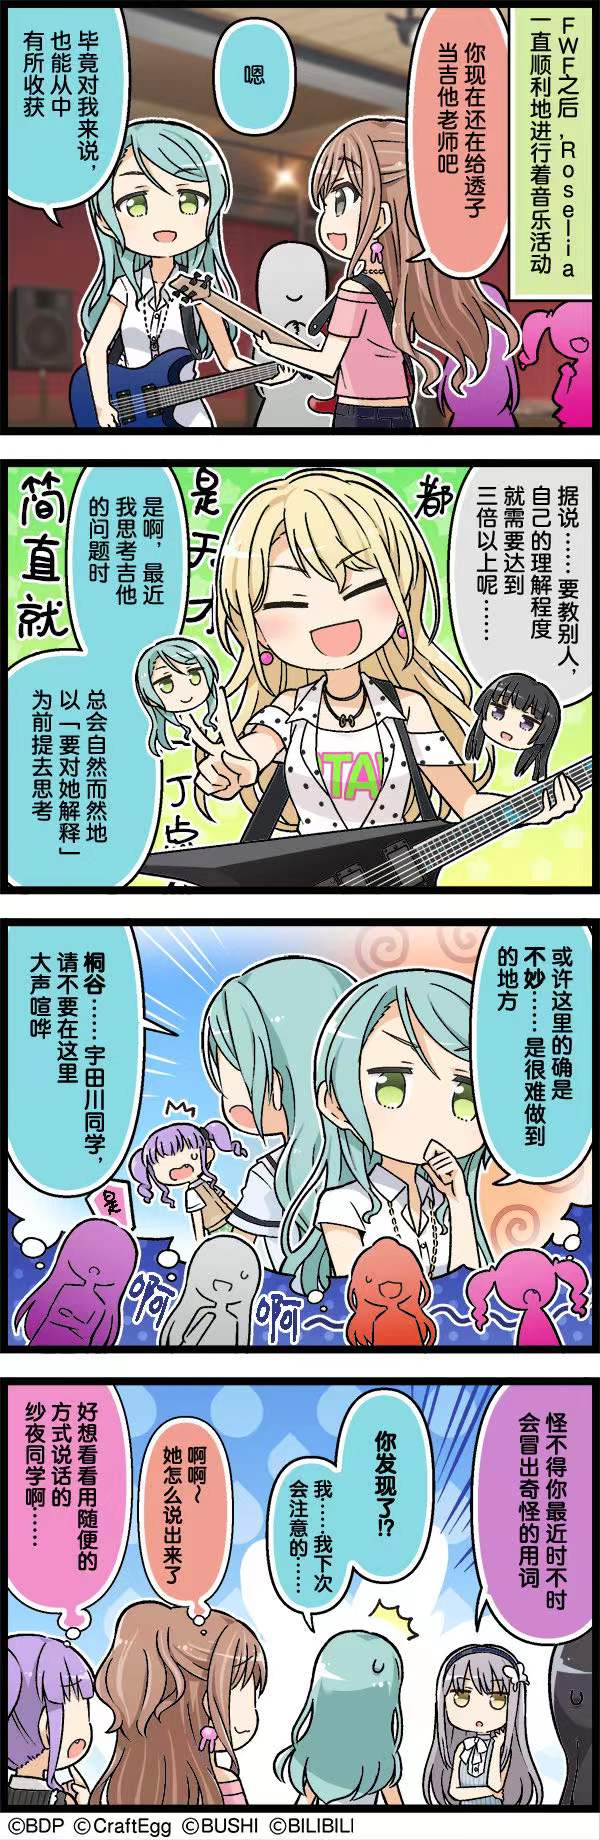 FWF之后,Roselia
一直顺利地进行着音乐活动
你现在还在给透子
当吉他老师吧
嗯
毕竟对我来说,
也能从中
有所收获
据说……要教别人,
自己的理解程度
就需要达到
三倍以上呢……
都
是天才
简直就
是啊,最近
我思考吉他
的问题时
总会自然而然地
以「要对她解释」
为前提去思考
一丁点
或许这里的确是
不妙……是很难做到
的地方
桐谷……宇田川同学,
请不要在这里
大声喧哗
是
啊
啊
怪不得你最近时不时
会冒出奇怪的用词
你发现了!?
我……我下次
会注意的……
啊啊~
她怎么说出来了
好想看看用随便的
方式说话的
纱夜同学啊……
©BDP ©CraftEgg ©BUSHI ©BILIBILI